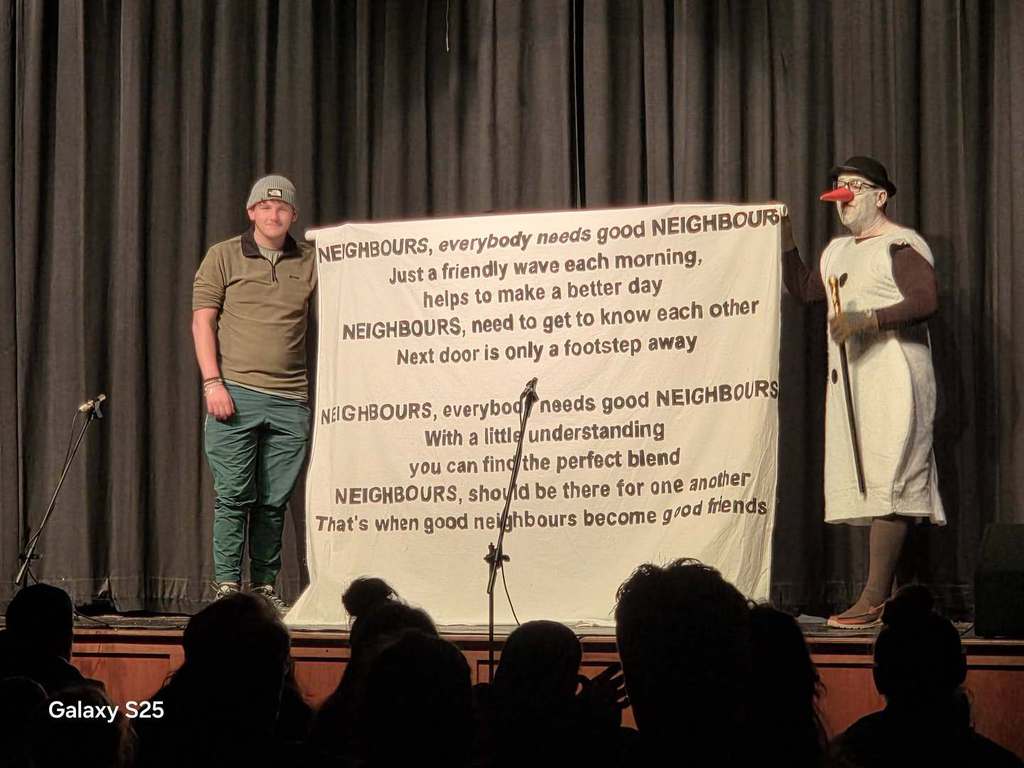 NEIGHBOURS, everybody needs good NEIGHBOUR
Just a friendly wave each morning,
helps to make a better day
NEIGHBOURS, need to get to know each other
Next door is only a footstep away
NEIGHBOURS, everybody needs good NEIGHBOURS
With a little understanding
you can find the perfect blend
NEIGHBOURS, should be there for one another
That's when good neighbours become good friends
Galaxy S25